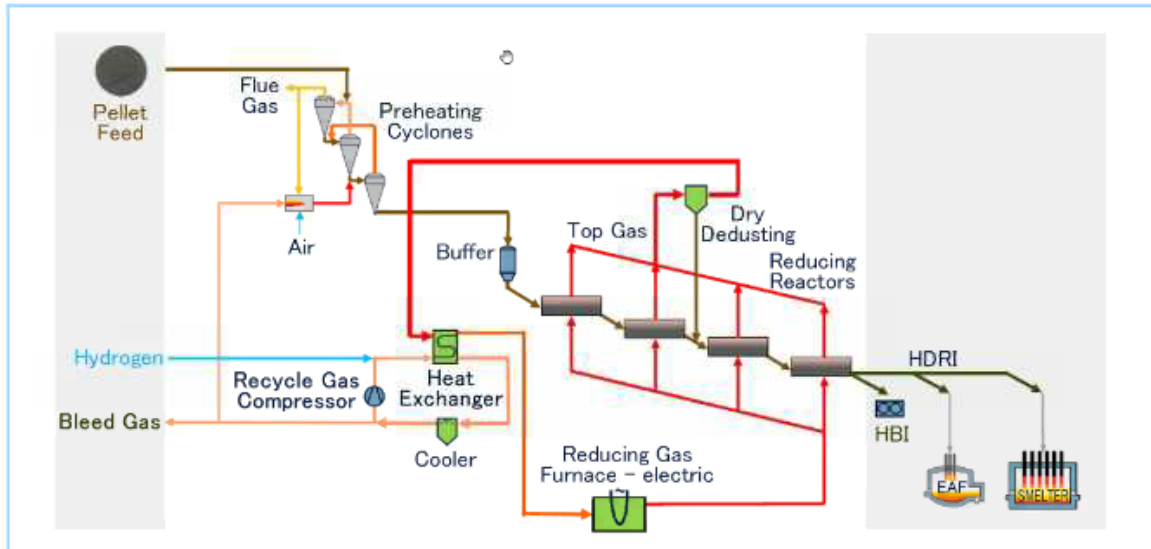 Pellet
Feed
Flue
Gas
Preheating
Cyclones
Air
Buffer
Top Gas
Dry
Dedusting
Reducing
Reactors
Hydrogen
Recycle Gas
Compressor
Heat
Exchanger
Bleed Gas
Cooler
Reducing Gas
Furnace - electric
HDRI
HBI
EAF
SMELTER